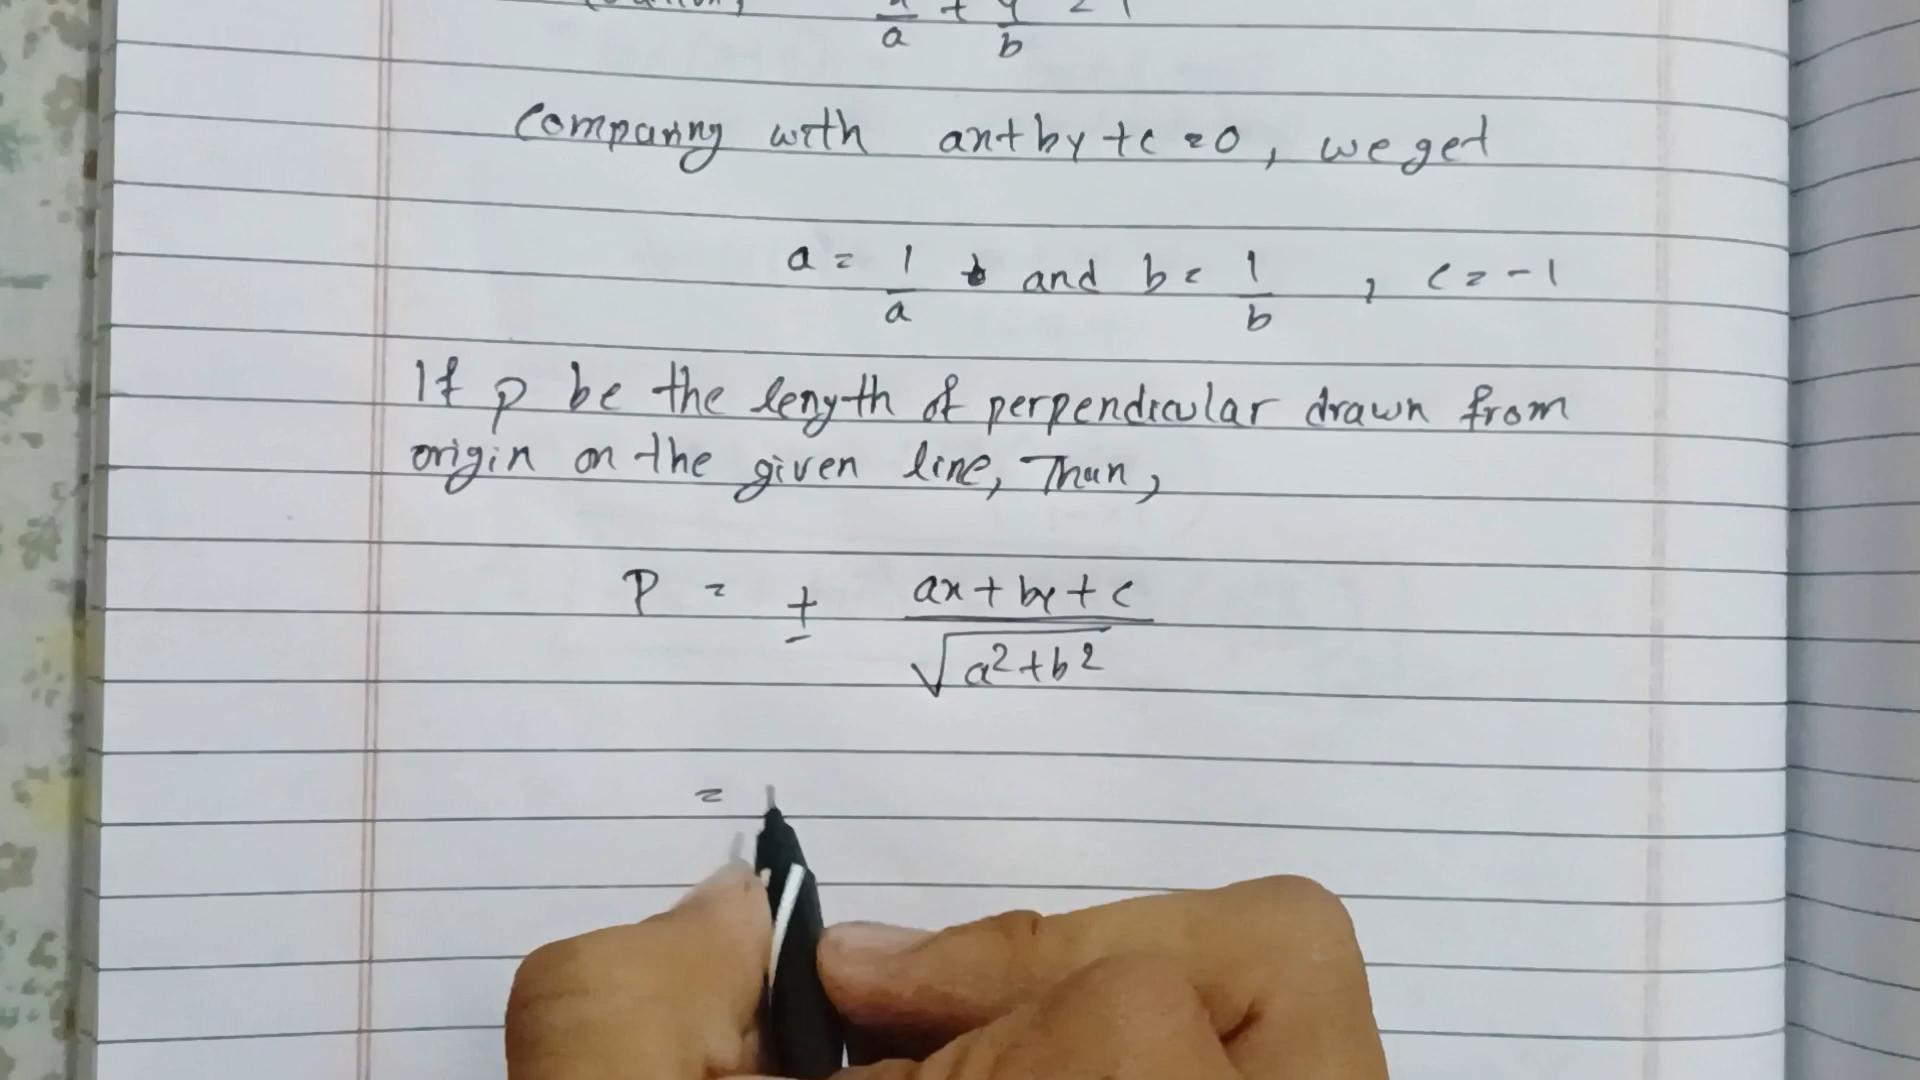 x/a + y/b = 1
Comparing with ax+by+c=0, we get
a = 1/a and b = 1/b , c = -1
If p be the length of perpendicular drawn from
origin on the given line, Then,
P = ± ax+by+c / √a²+b²
=